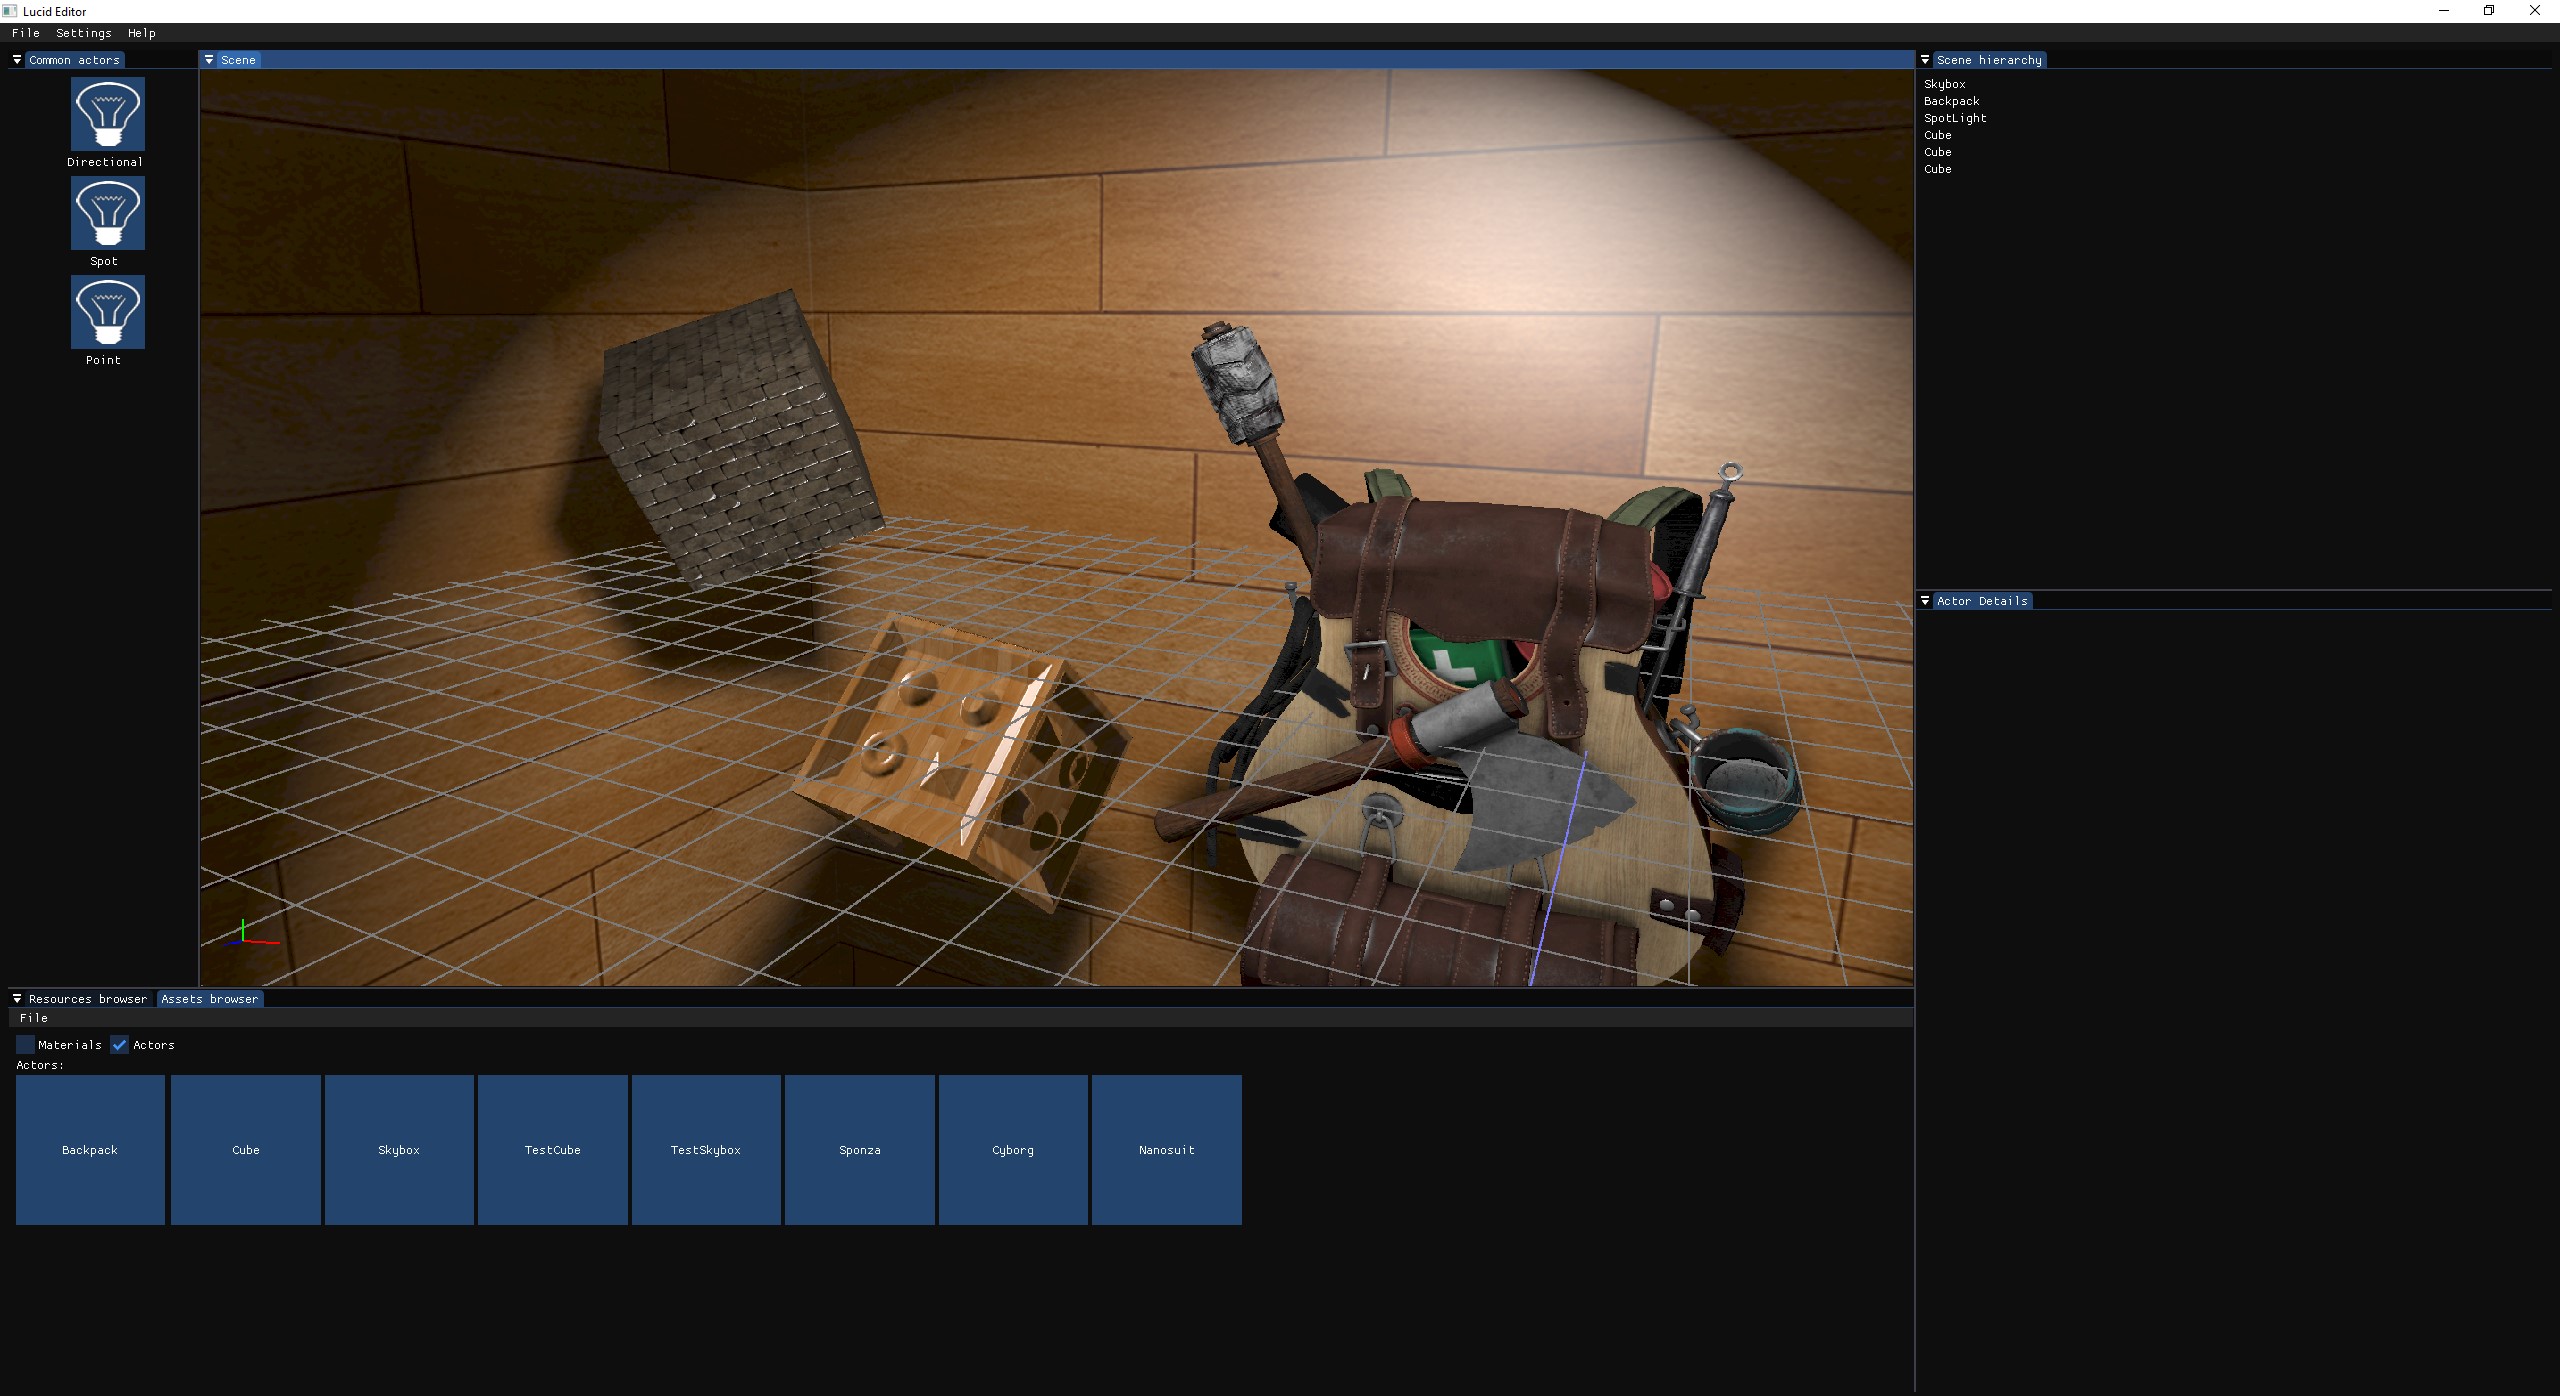 Lucid Editor
File Settings Help
Common actors
Directional
Spot
Point
Scene
Scene hierarchy
Skybox
Backpack
SpotLight
Cube
Cube
Cube
Actor Details
Resources browser Assets browser
File
Materials Actors
Actors:
Backpack Cube Skybox TestCube TestSkybox Sponza Cyborg Nanosuit